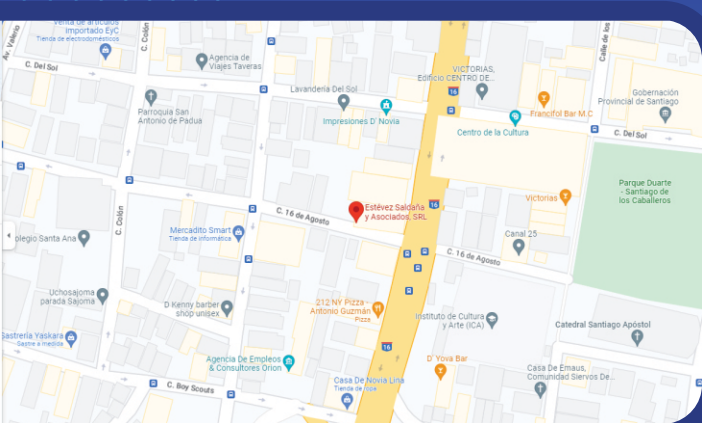 Venta de artículos
importado EyC
Tienda de electrodomésticos
Av. Valerio
C. Del Sol
C. Colón
Agencia de
Viajes Taveras
Calle de los
Lavandería Del Sol
VICTORIAS,
Edificio CENTRO DE...
16
Parroquia San
Antonio de Padua
Impresiones D' Novia
Francifol Bar M.C
Gobernación
Provincial de Santiago
Centro de la Cultura
C. Del Sol
Parque Duarte
- Santiago de
los Caballeros
C. 16 de Agosto
Estévez Saldaña
y Asociados, SRL
16
Victorias
C. Colón
Mercadito Smart
Tienda de informática
Canal 25
olegio Santa Ana
C. 16 de Agosto
Uchosajoma
parada Sajoma
D Kenny barber
shop unisex
212 NY Pizza -
Antonio Guzmán
Pizza
Instituto de Cultura
y Arte (ICA)
Catedral Santiago Apóstol
Sastrería Yaskara
Sastre a medida
16
Agencia De Empleos
& Consultores Orion
D' Yova Bar
Casa De Emaus,
Comunidad Siervos De...
C. Boy Scouts
Casa De Novia Lina
Tienda de ropa